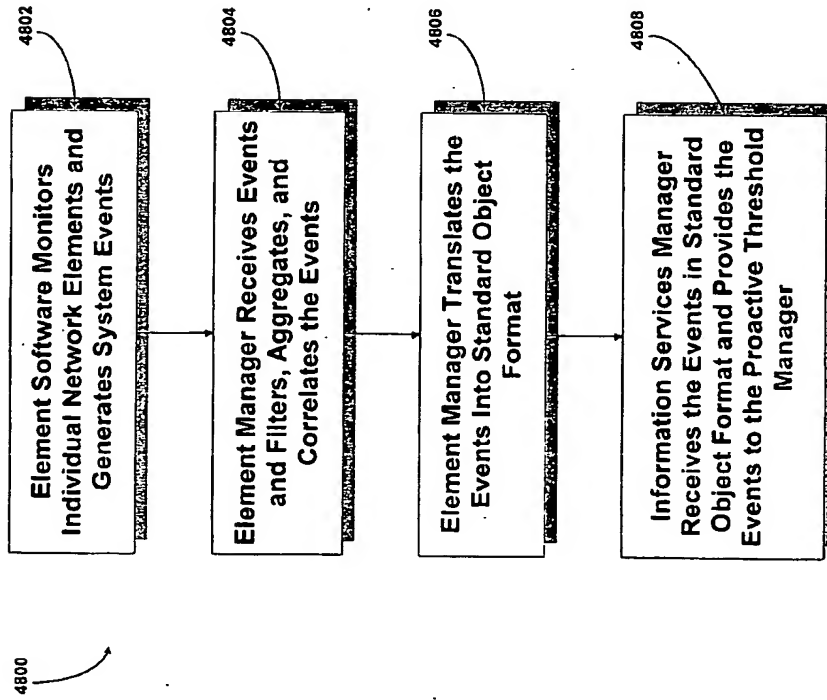 4800
4802
Element Software Monitors
Individual Network Elements and
Generates System Events
4804
Element Manager Receives Events
and Filters, Aggregates, and
Correlates the Events
4806
Element Manager Translates the
Events Into Standard Object
Format
4808
Information Services Manager
Receives the Events in Standard
Object Format and Provides the
Events to the Proactive Threshold
Manager